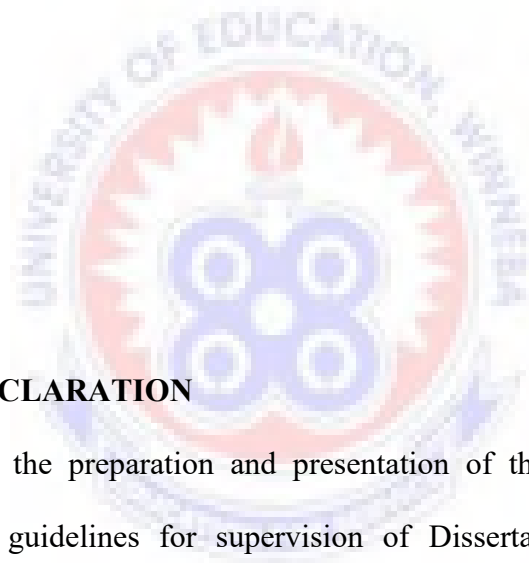 UNIVERSITY OF EDUCATION, WINNEBA
CLARATION
the preparation and presentation of th
guidelines for supervision of Disserta